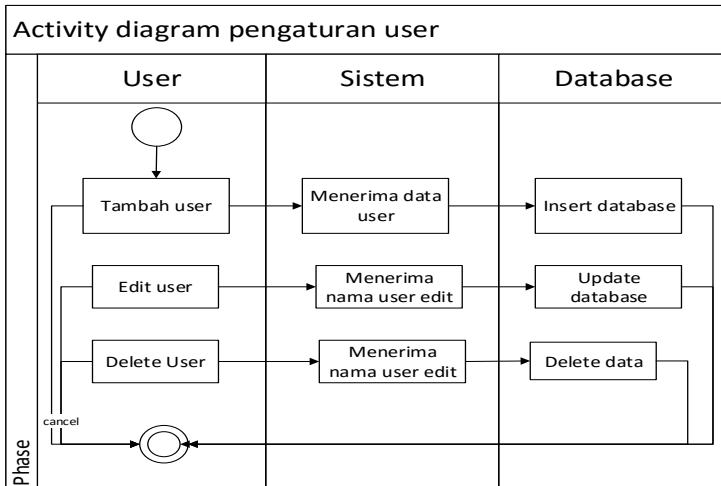 Activity diagram pengaturan user
User
Sistem
Database
Tambah user
Menerima data
user
Insert database
Edit user
Menerima
nama user edit
Update
database
Delete User
Menerima
nama user edit
Delete data
cancel
Phase